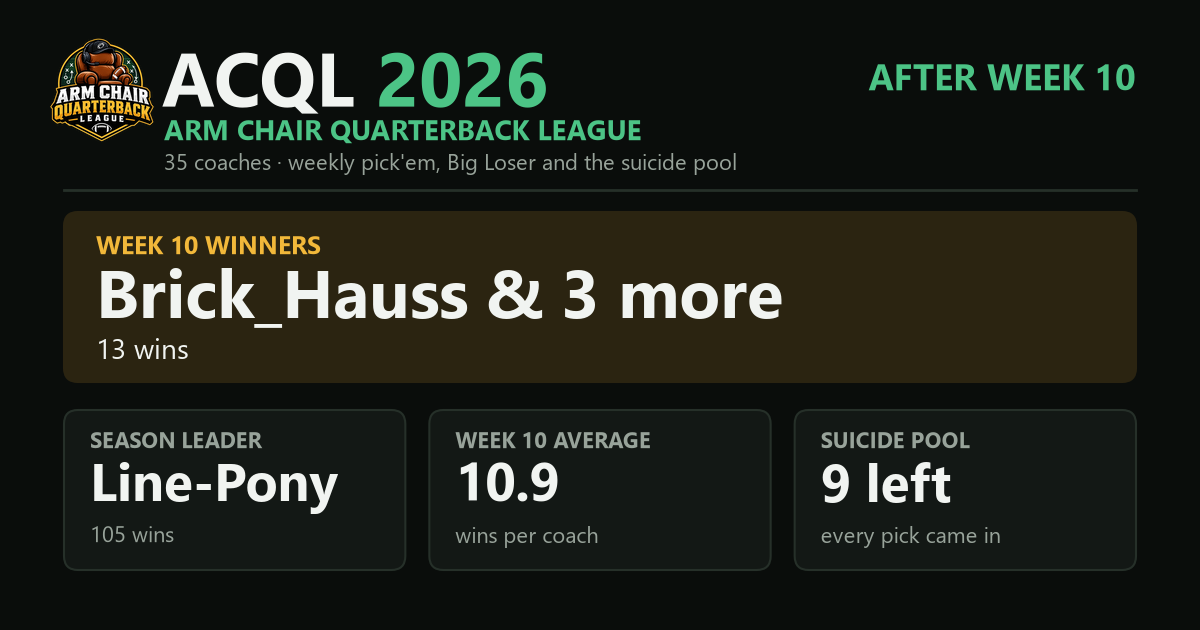 ARM CHAIR
QUARTERBACK
LEAGUE
ACQL 2026
ARM CHAIR QUARTERBACK LEAGUE
35 coaches · weekly pick'em, Big Loser and the suicide pool
AFTER WEEK 10
WEEK 10 WINNERS
Brick_Hauss & 3 more
13 wins
SEASON LEADER
Line-Pony
105 wins
WEEK 10 AVERAGE
10.9
wins per coach
SUICIDE POOL
9 left
every pick came in